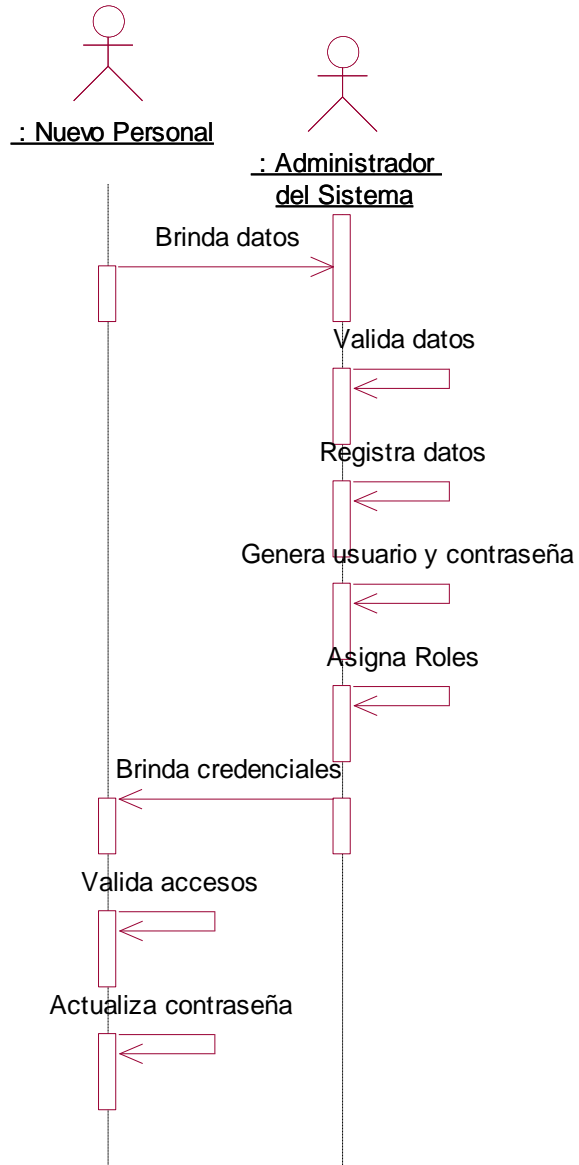 : Nuevo Personal
: Administrador
del Sistema
Brinda datos
Valida datos
Registra datos
Genera usuario y contraseña
Asigna Roles
Brinda credenciales
Valida accesos
Actualiza contraseña